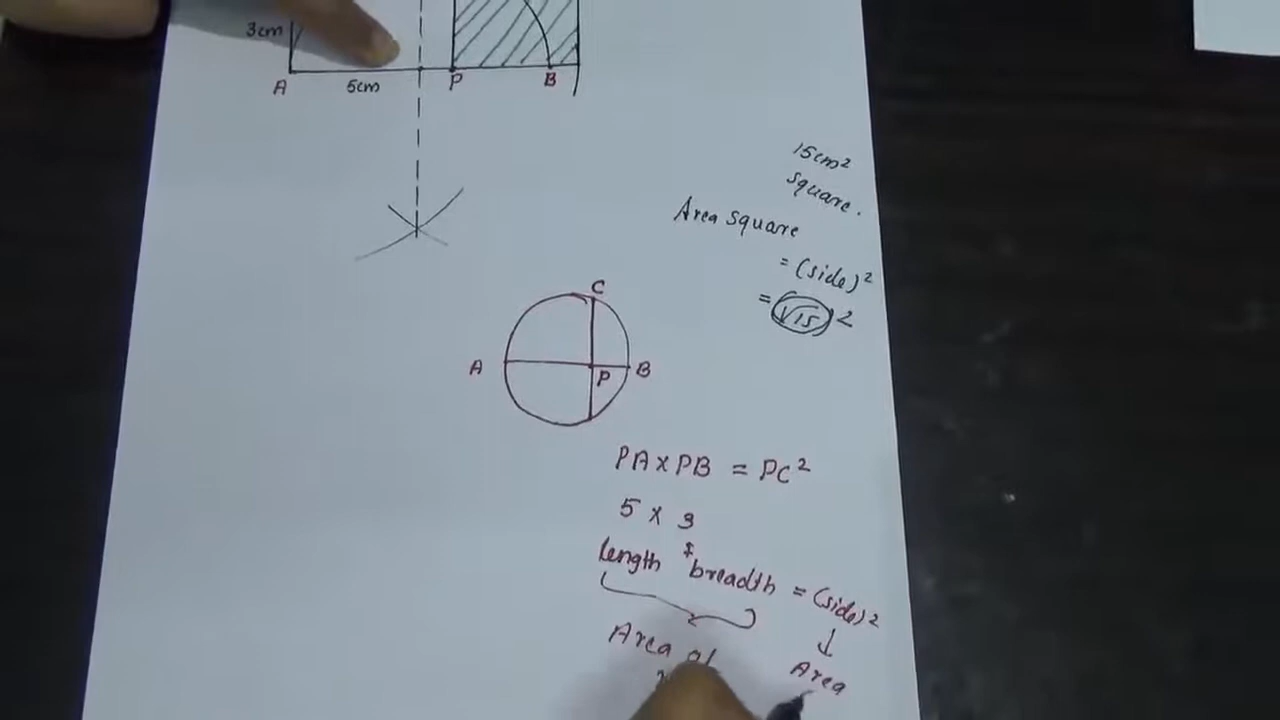 3cm
A 5cm P B
15cm²
square.
Area square
= (side)²
= (√15)²
C
A P B
PA×PB = PC²
5 × 3
length * breadth = (side)²
Area of Area